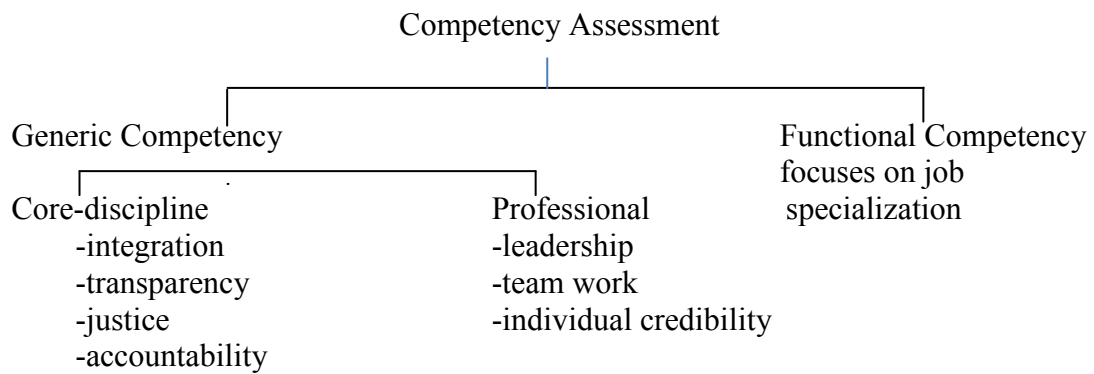 Competency Assessment
Generic Competency
Functional Competency
focuses on job
specialization
Core-discipline
-integration
-transparency
-justice
-accountability
Professional
-leadership
-team work
-individual credibility